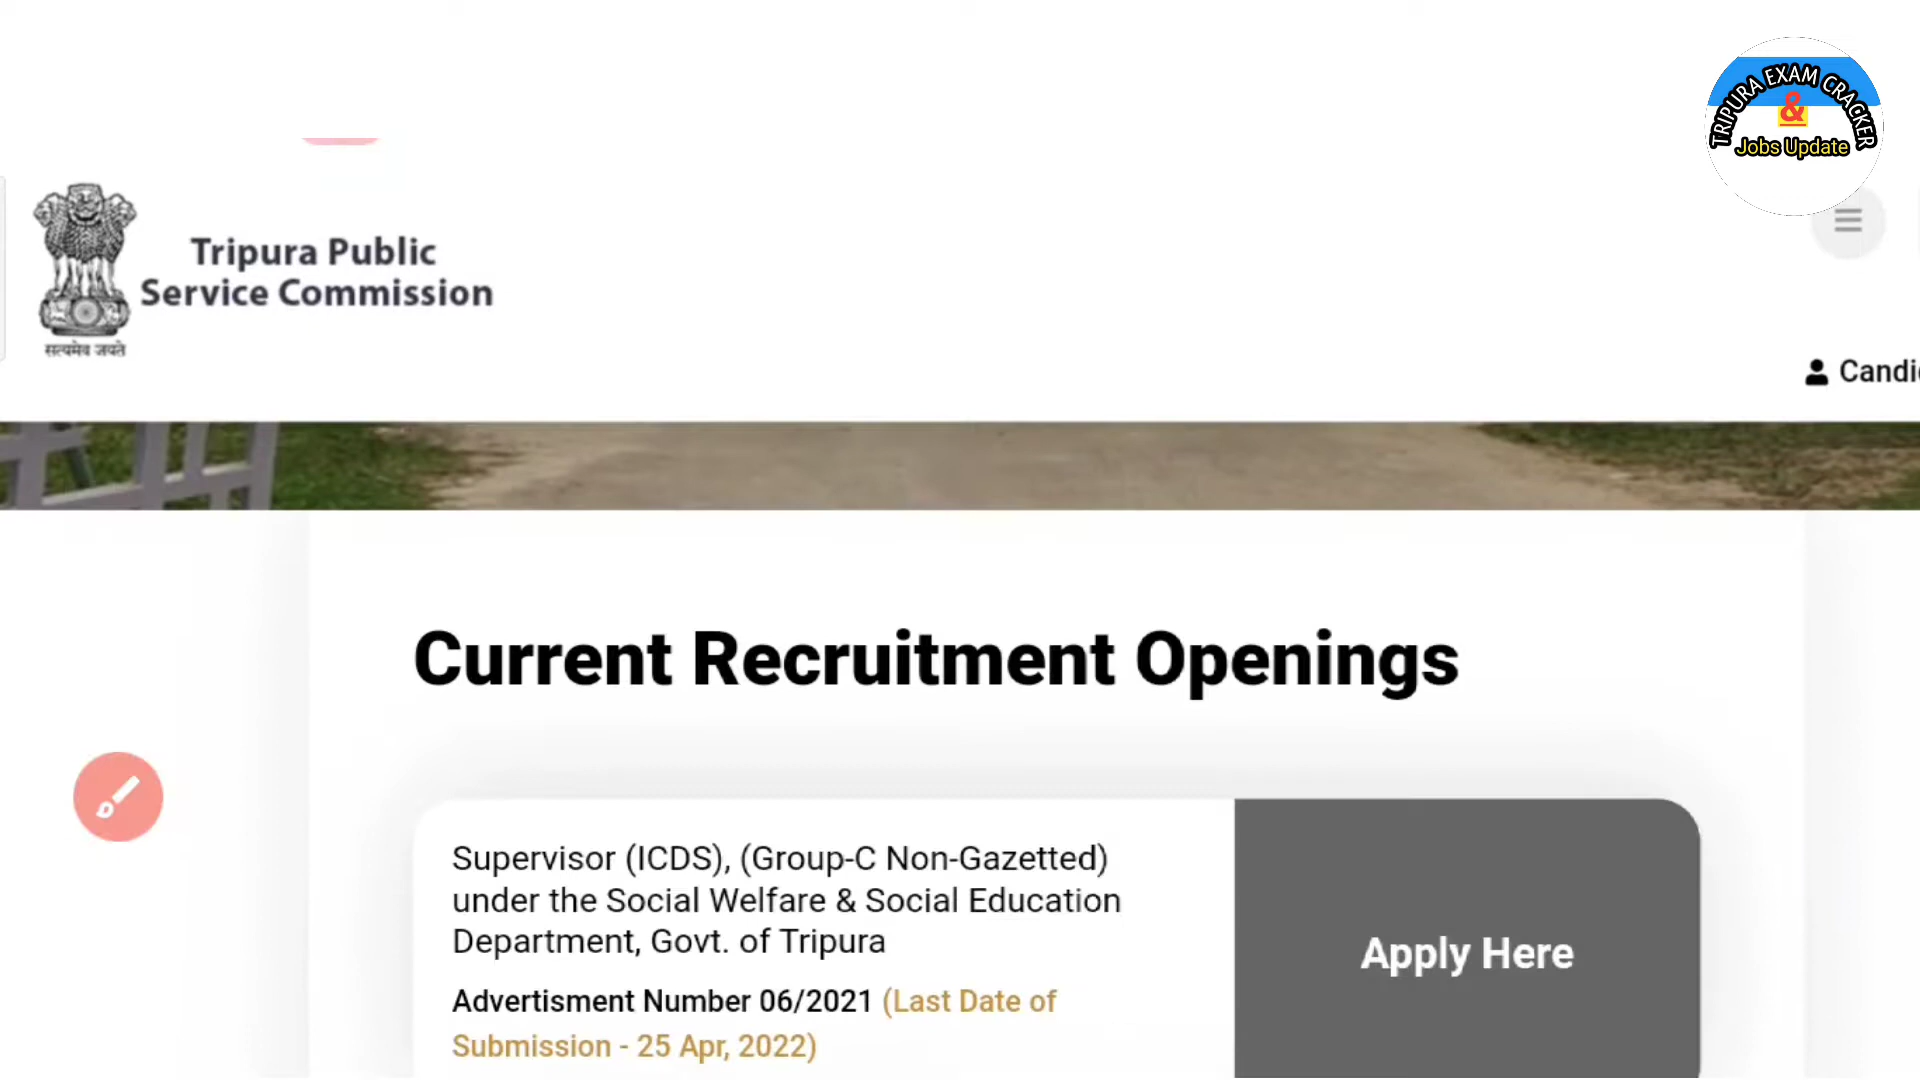 TRIPURA EXAM CRACKER
&
Jobs Update
Tripura Public
Service Commission
सत्यमेव जयते
Candi
Current Recruitment Openings
Supervisor (ICDS), (Group-C Non-Gazetted)
under the Social Welfare & Social Education
Department, Govt. of Tripura
Advertisment Number 06/2021 (Last Date of
Submission - 25 Apr, 2022)
Apply Here